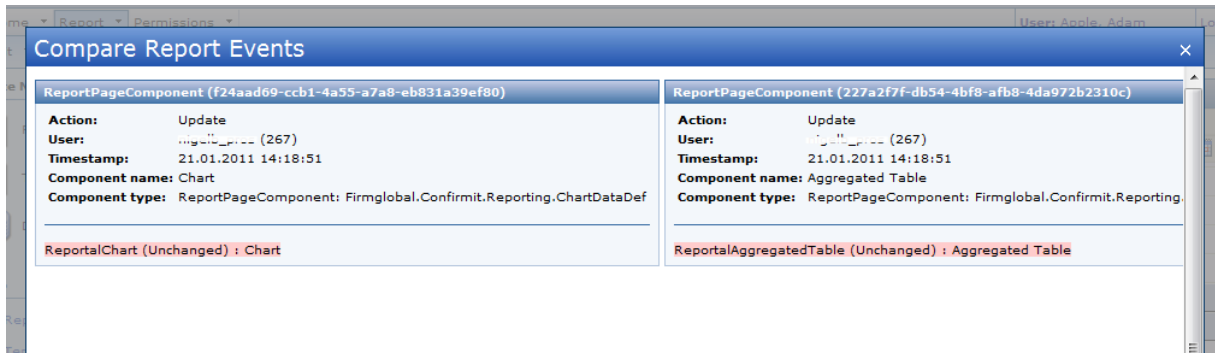 Report Permissions User: Apple, Adam
Compare Report Events
ReportPageComponent (f24aad69-ccb1-4a55-a7a8-eb831a39ef80)
Action: Update
User: (267)
Timestamp: 21.01.2011 14:18:51
Component name: Chart
Component type: ReportPageComponent: Firmglobal.Confirmit.Reporting.ChartDataDef
ReportalChart (Unchanged) : Chart
ReportPageComponent (227a2f7f-db54-4bf8-afb8-4da972b2310c)
Action: Update
User: (267)
Timestamp: 21.01.2011 14:18:51
Component name: Aggregated Table
Component type: ReportPageComponent: Firmglobal.Confirmit.Reporting.
ReportalAggregatedTable (Unchanged) : Aggregated Table